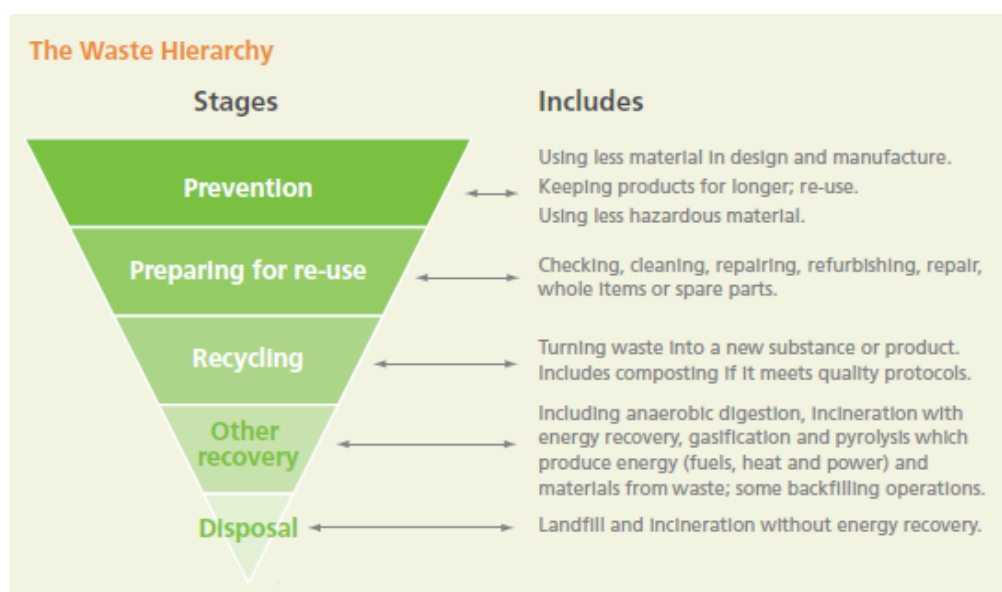 The Waste Hierarchy
Stages
Includes
Prevention
Using less material in design and manufacture.
Keeping products for longer; re-use.
Using less hazardous material.
Preparing for re-use
Checking, cleaning, repairing, refurbishing, repair,
whole items or spare parts.
Recycling
Turning waste into a new substance or product.
Includes composting if it meets quality protocols.
Other
recovery
Including anaerobic digestion, incineration with
energy recovery, gasification and pyrolysis which
produce energy (fuels, heat and power) and
materials from waste; some backfilling operations.
Disposal
Landfill and incineration without energy recovery.